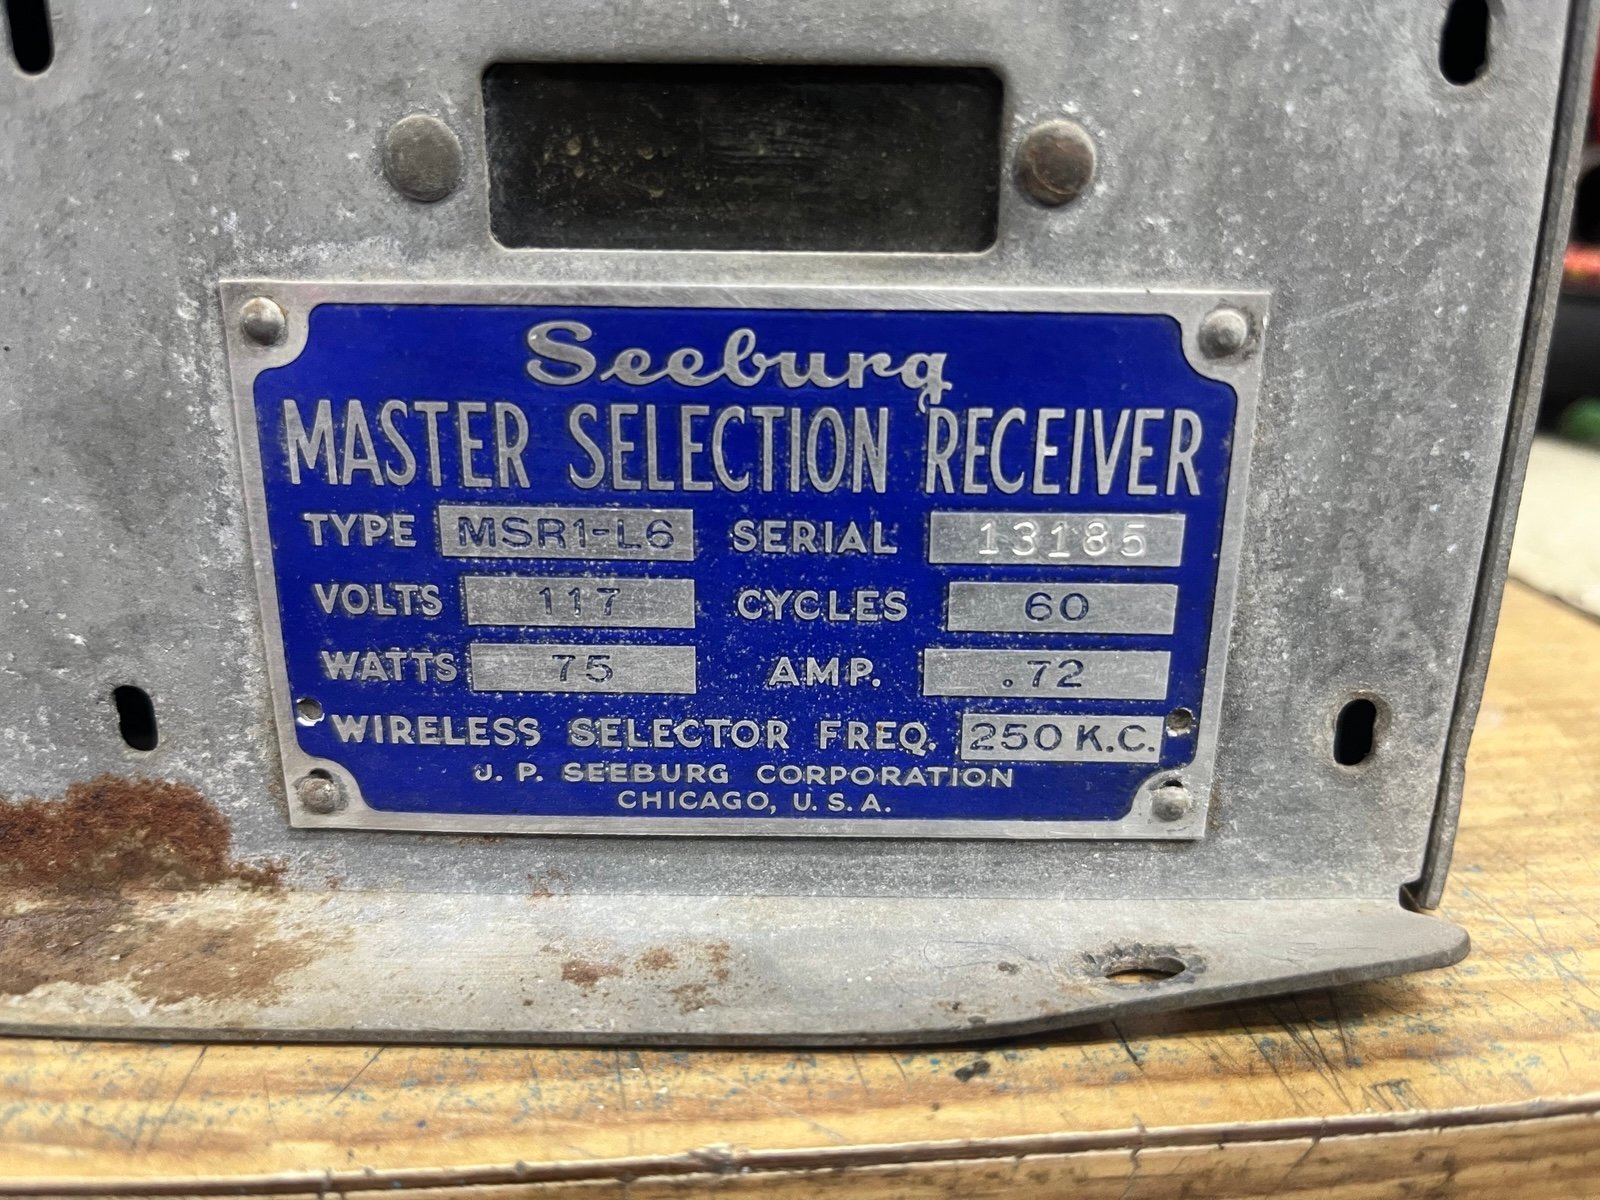 Seeburg
MASTER SELECTION RECEIVER
TYPE MSR1-L6 SERIAL 13185
VOLTS 117 CYCLES 60
WATTS 75 AMP. .72
WIRELESS SELECTOR FREQ. 250 K.C.
J. P. SEEBURG CORPORATION
CHICAGO, U. S. A.